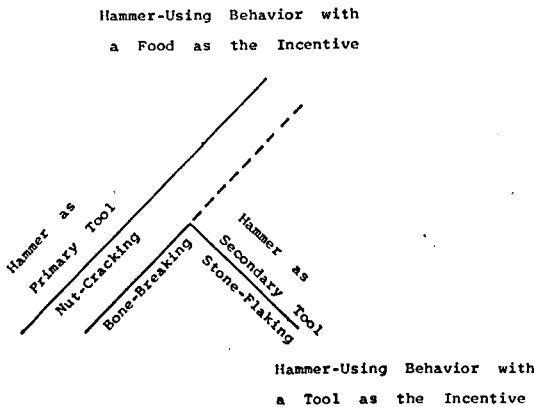 Hammer-Using Behavior with
a Food as the Incentive
Hammer as
Primary Tool
Nut-Cracking
Bone-Breaking
Hammer as
Secondary Tool
Stone-Flaking
Hammer-Using Behavior with
a Tool as the Incentive